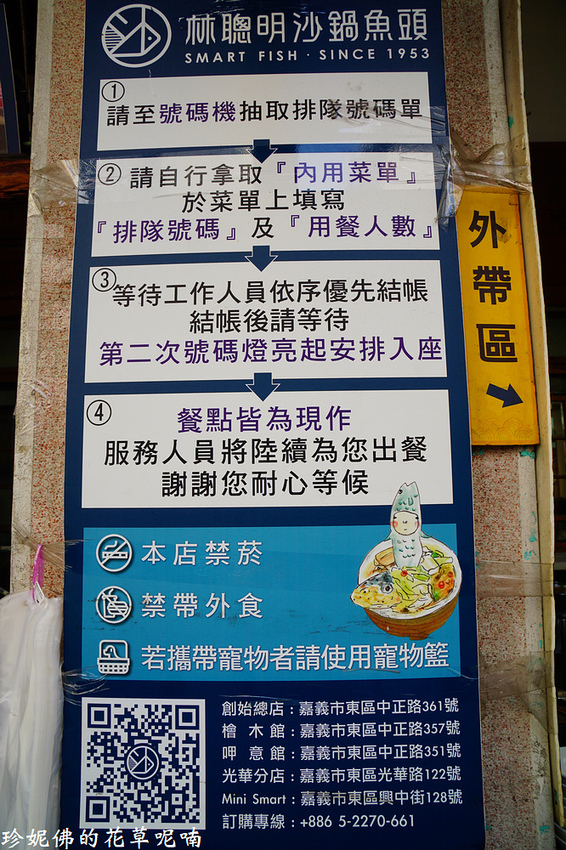 林聰明沙鍋魚頭
SMART FISH · SINCE 1953
①
請至號碼機抽取排隊號碼單
② 請自行拿取『內用菜單』
於菜單上填寫
『排隊號碼』及『用餐人數』
③
等待工作人員依序優先結帳
結帳後請等待
第二次號碼燈亮起安排入座
④
餐點皆為現作
服務人員將陸續為您出餐
謝謝您耐心等候
外帶區
本店禁菸
禁帶外食
若攜帶寵物者請使用寵物籃
創始總店：嘉義市東區中正路361號
檜木館：嘉義市東區中正路357號
呷意館：嘉義市東區中正路351號
光華分店：嘉義市東區光華路122號
Mini Smart：嘉義市東區興中街128號
訂購專線：+886 5-2270-661
珍妮佛的花草呢喃